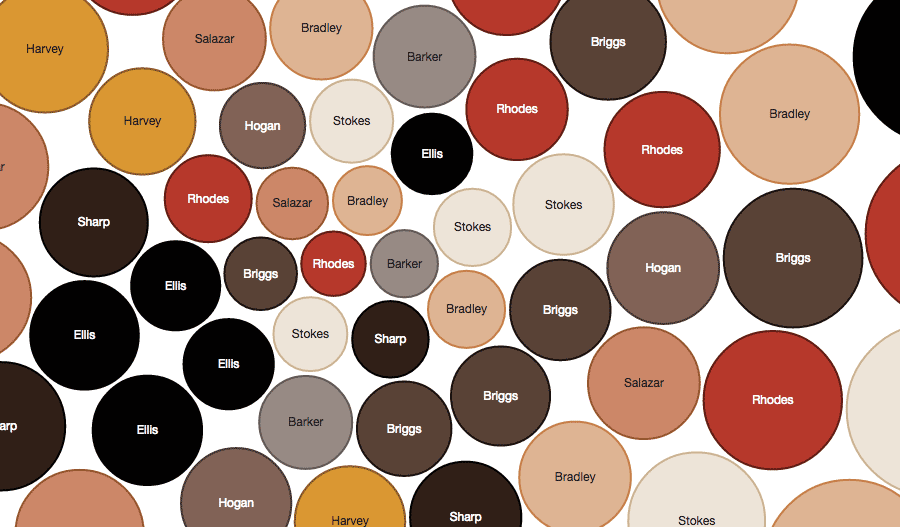 Harvey
Salazar
Bradley
Barker
Briggs
Harvey
Hogan
Stokes
Ellis
Rhodes
Rhodes
Bradley
r
Sharp
Rhodes
Salazar
Bradley
Stokes
Stokes
Ellis
Briggs
Rhodes
Barker
Hogan
Briggs
Ellis
Ellis
Stokes
Sharp
Bradley
Briggs
Salazar
Rhodes
arp
Ellis
Barker
Briggs
Briggs
Bradley
Hogan
Harvey
Sharp
Stokes